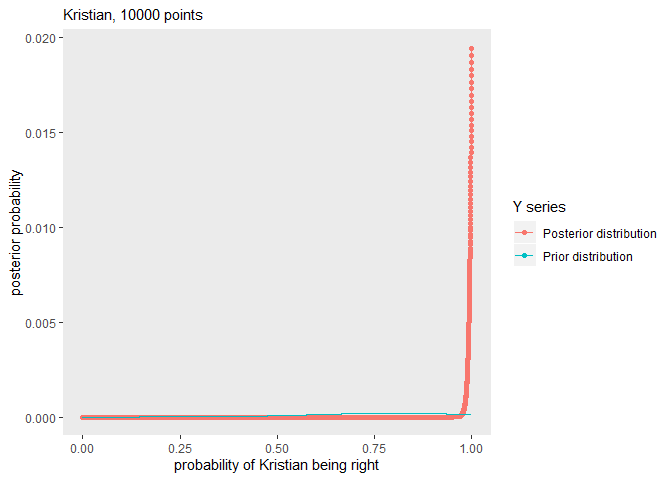 Kristian, 10000 points
0.020
0.015
0.010
0.005
0.000
posterior probability
0.00 0.25 0.50 0.75 1.00
probability of Kristian being right
Y series
Posterior distribution
Prior distribution